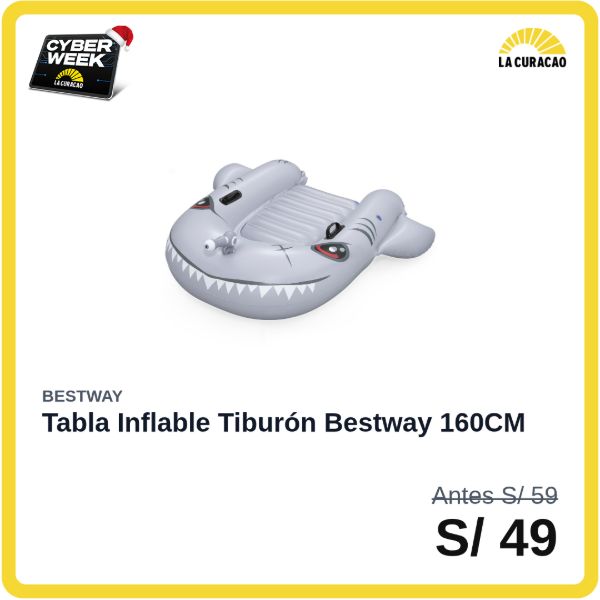 CYBER
WEEK
LA CURACAO
LA CURACAO
BESTWAY
Tabla Inflable Tiburón Bestway 160CM
Antes S/ 59
S/ 49